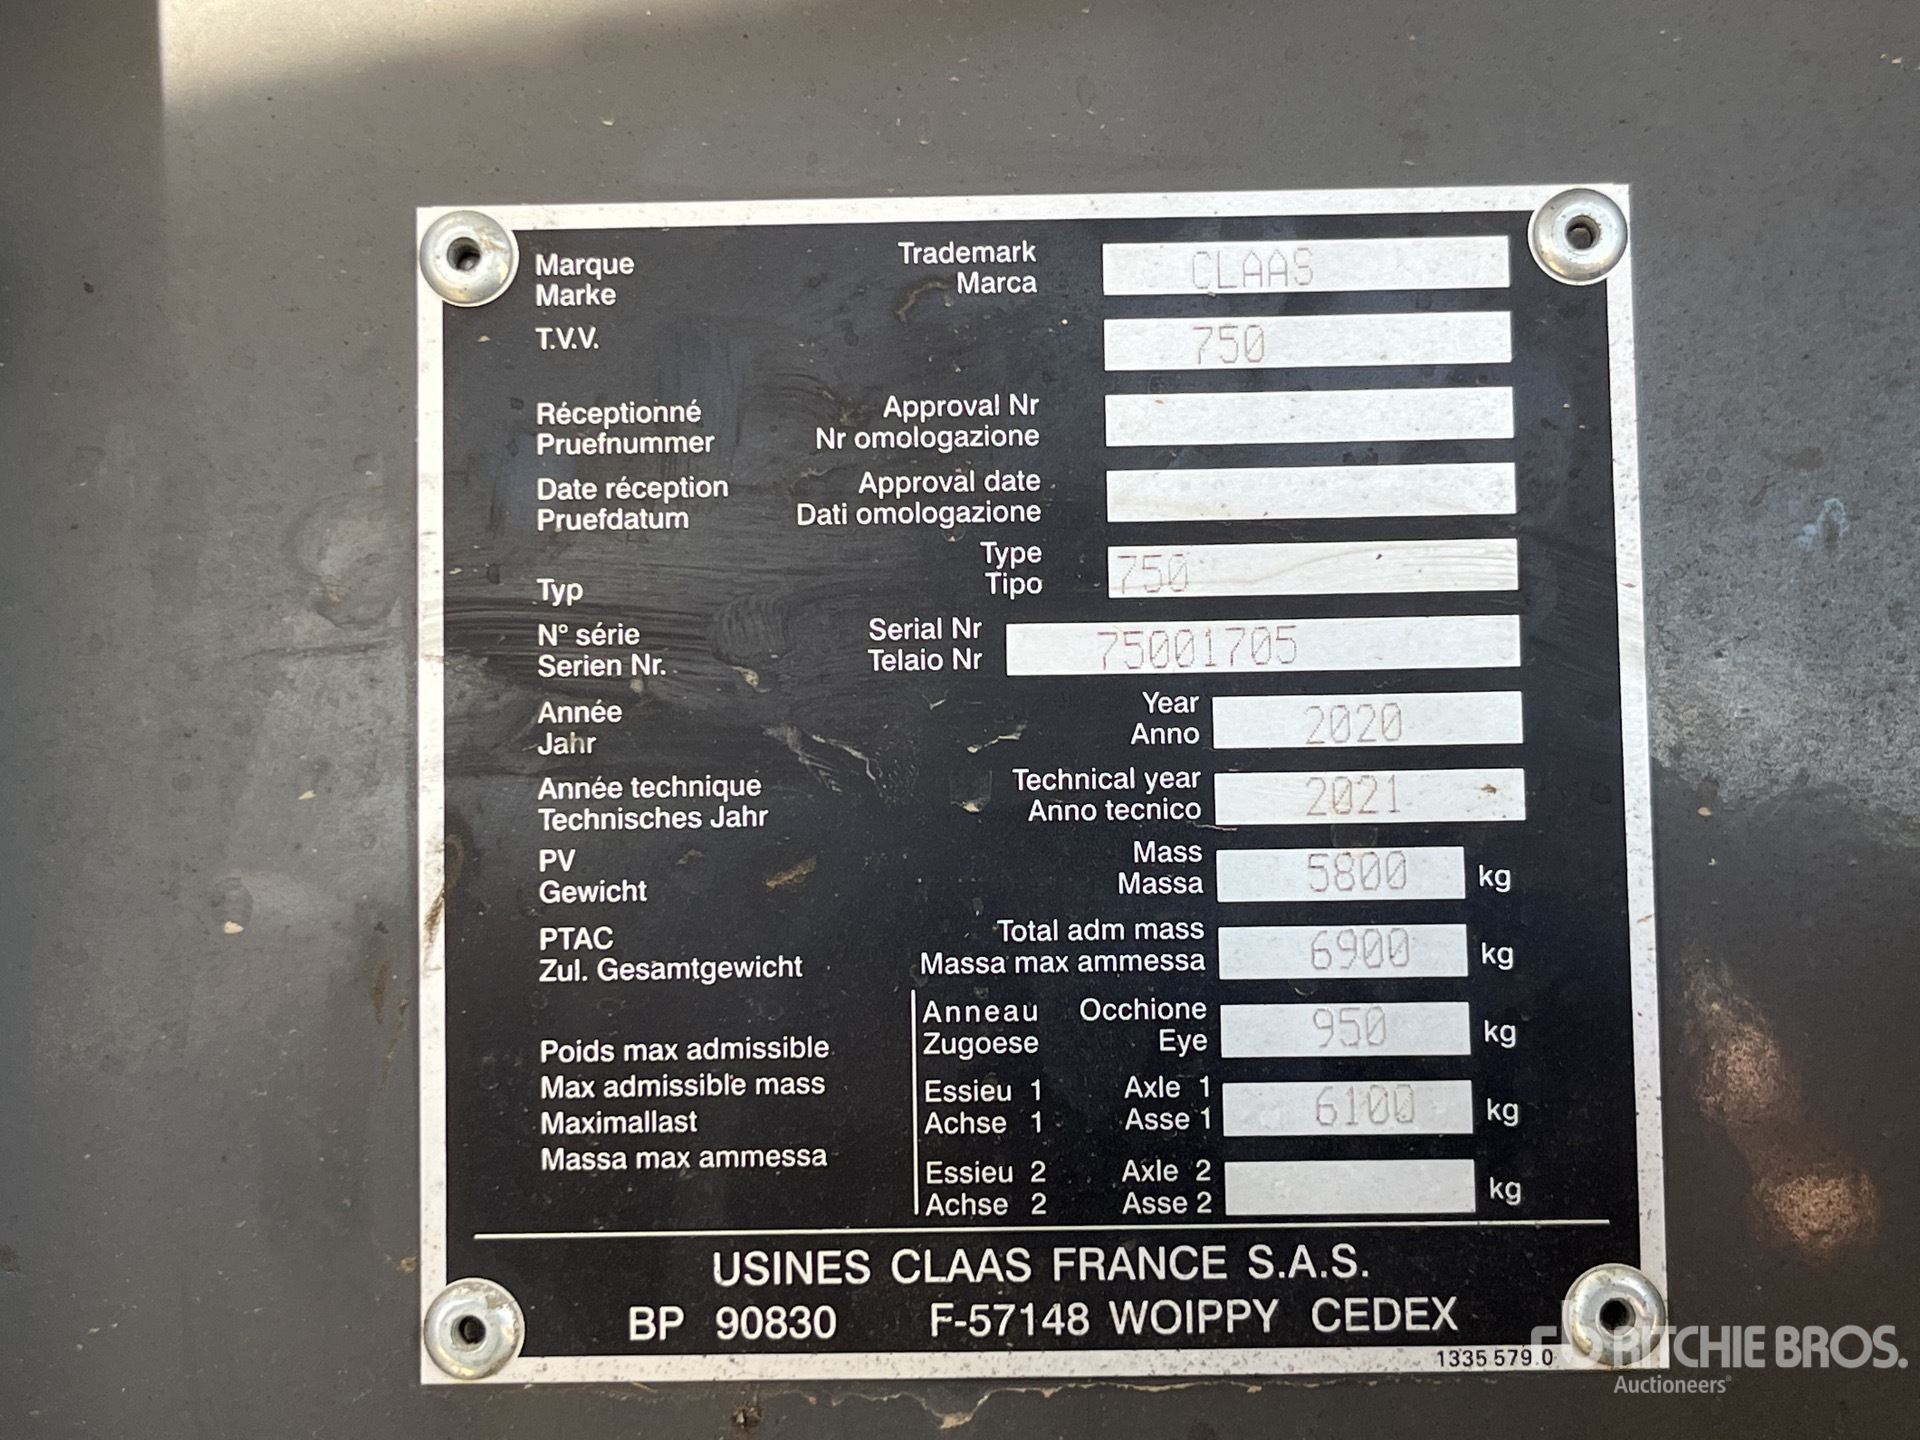 Marque Trademark CLAAS
Marke Marca
T.V.V. 750
Réceptionné Approval Nr
Pruefnummer Nr omologazione
Date réception Approval date
Pruefdatum Dati omologazione
Type
Typ Tipo 750
N° série Serial Nr 75001705
Serien Nr. Telaio Nr
Année Year 2020
Jahr Anno
Année technique Technical year 2021
Technisches Jahr Anno tecnico
PV Mass 5800 kg
Gewicht Massa
PTAC Total adm mass 6900 kg
Zul. Gesamtgewicht Massa max ammessa
Poids max admissible
Max admissible mass
Maximallast
Massa max ammessa
Anneau Occhione 950 kg
Zugoese Eye
Essieu 1 Axle 1 6100 kg
Achse 1 Asse 1
Essieu 2 Axle 2 kg
Achse 2 Asse 2
USINES CLAAS FRANCE S.A.S.
BP 90830 F-57148 WOIPPY CEDEX
1335 579.0
RITCHIE BROS.
Auctioneers